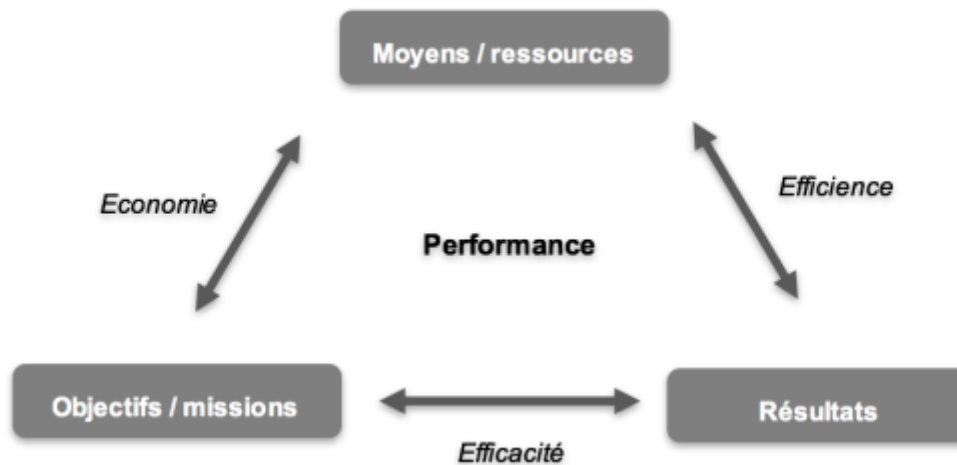 Moyens / ressources
Economie
Efficience
Performance
Objectifs / missions
Résultats
Efficacité